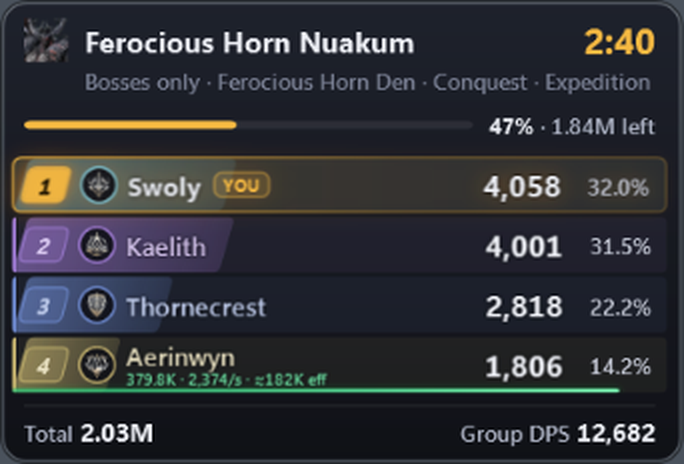 Ferocious Horn Nuakum 2:40
Bosses only · Ferocious Horn Den · Conquest · Expedition
47% · 1.84M left
1 Swoly YOU 4,058 32.0%
2 Kaelith 4,001 31.5%
3 Thornecrest 2,818 22.2%
4 Aerinwyn 1,806 14.2%
379.8K · 2,374/s · ≈182K eff
Total 2.03M Group DPS 12,682